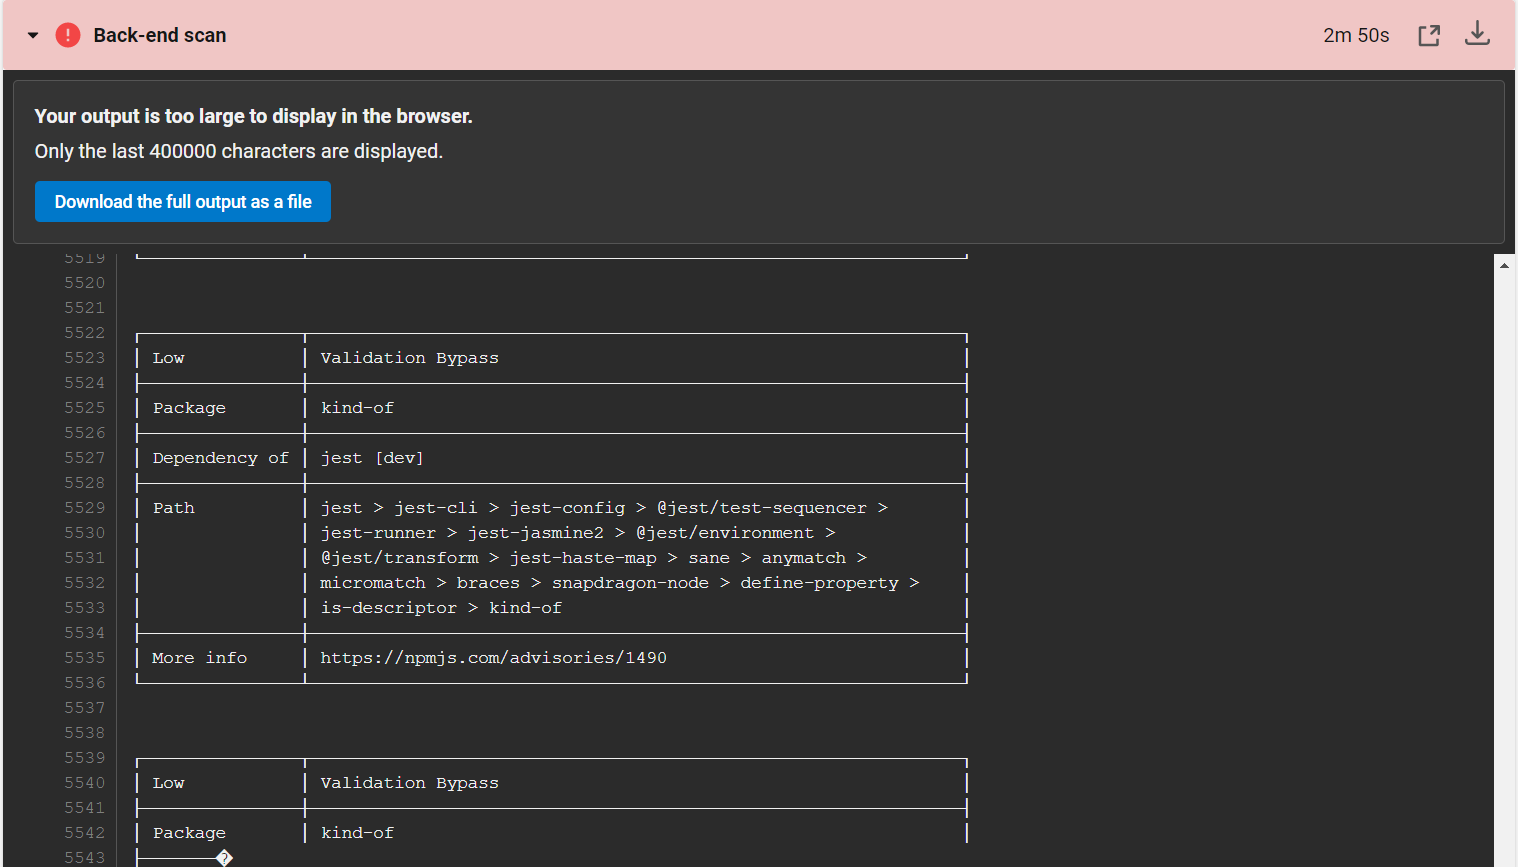 Back-end scan 2m 50s
Your output is too large to display in the browser.
Only the last 400000 characters are displayed.
Download the full output as a file
5519
5520
5521
5522
5523 Low Validation Bypass
5524
5525 Package kind-of
5526
5527 Dependency of jest [dev]
5528
5529 Path jest > jest-cli > jest-config > @jest/test-sequencer >
5530 jest-runner > jest-jasmine2 > @jest/environment >
5531 @jest/transform > jest-haste-map > sane > anymatch >
5532 micromatch > braces > snapdragon-node > define-property >
5533 is-descriptor > kind-of
5534
5535 More info https://npmjs.com/advisories/1490
5536
5537
5538
5539
5540 Low Validation Bypass
5541
5542 Package kind-of
5543 �